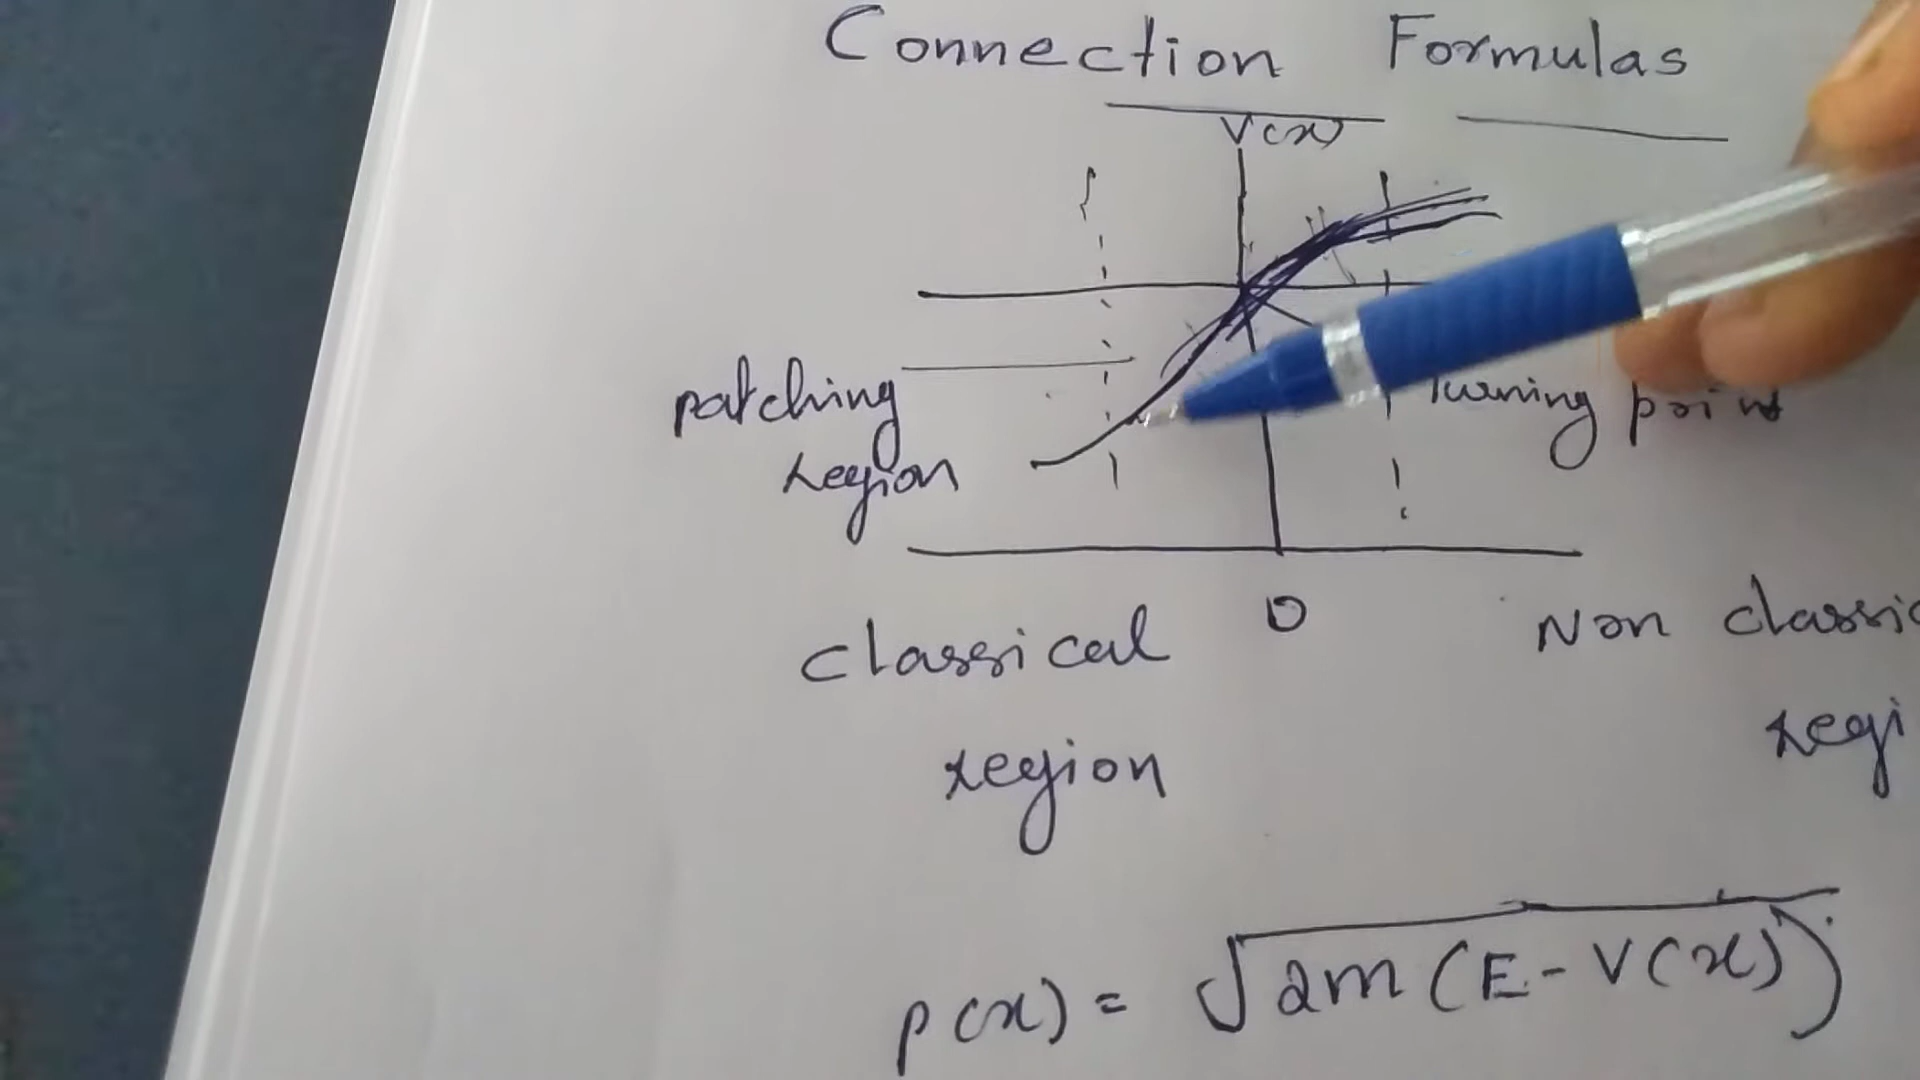 Connection Formulas
V(x)
patching
region
Turning point
0
classical
region
Non classic
regi
p(x) = √2m(E-V(x))